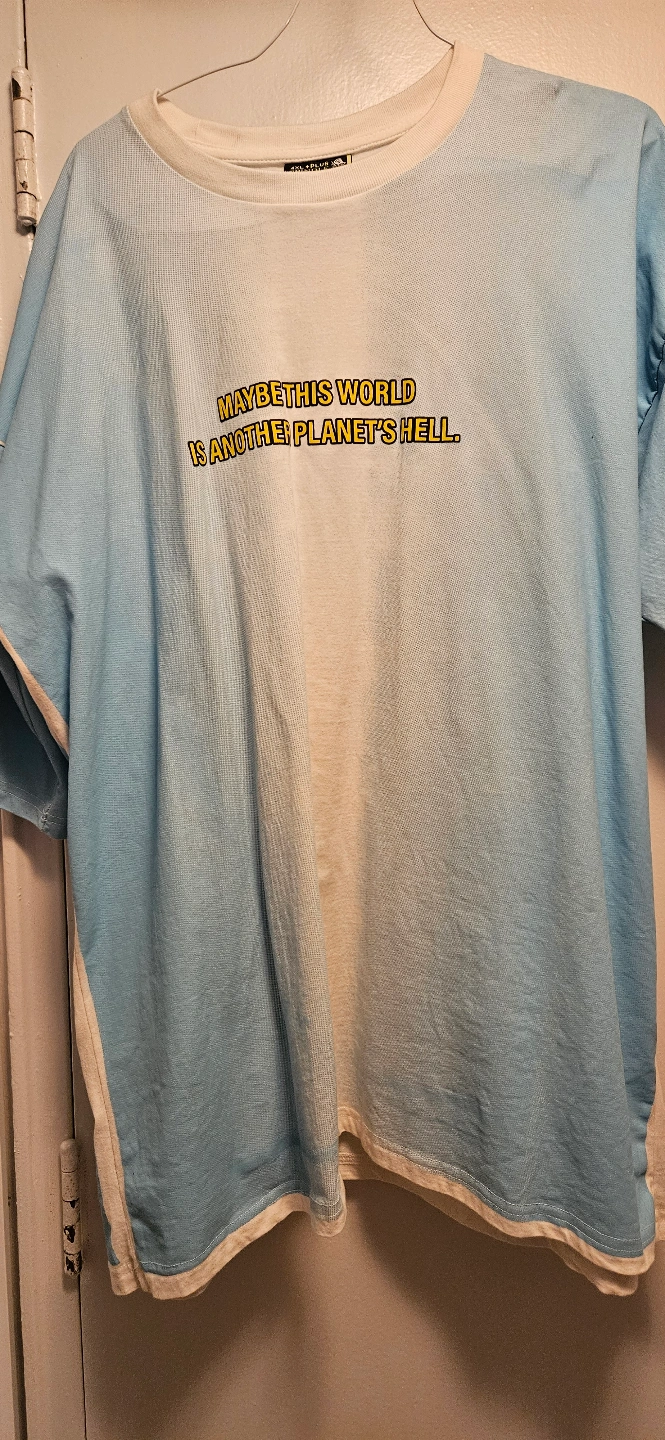 4XL +PLUS
MAYBETHIS WORLD
IS ANOTHER PLANET'S HELL.